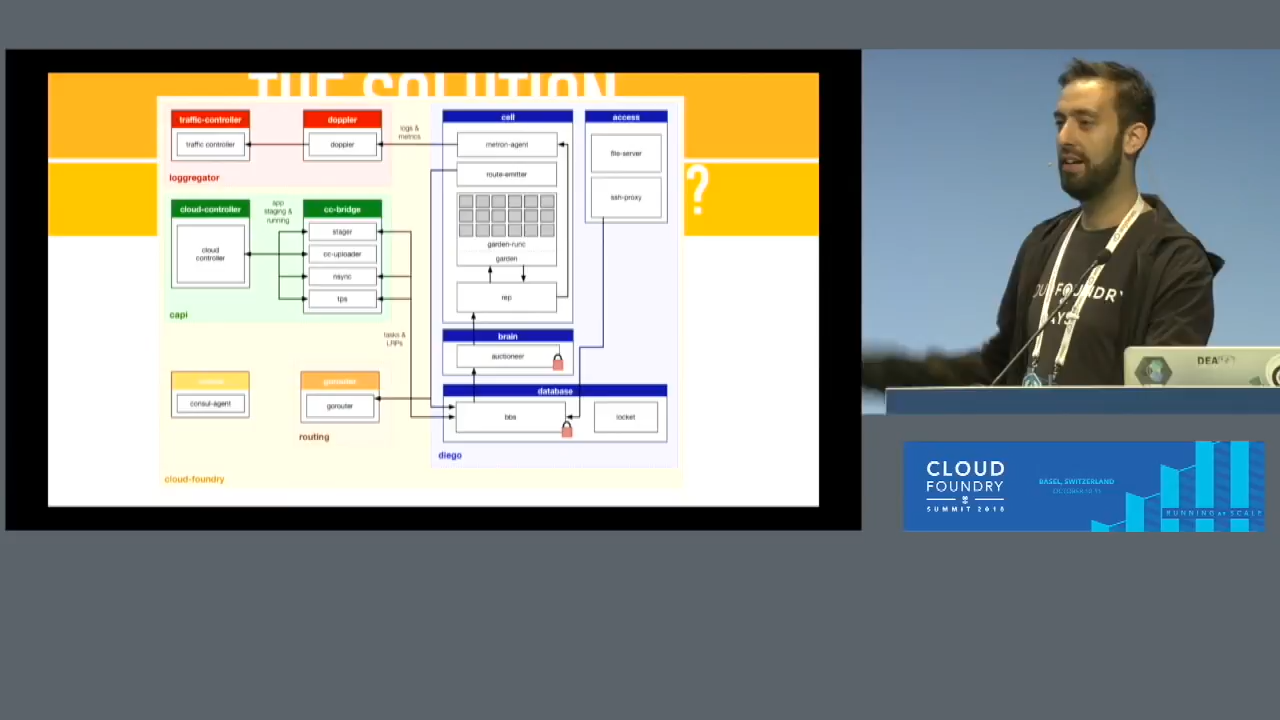 THE SOLUTION
?
traffic-controller
traffic controller
loggregator
doppler
doppler
logs &
metrics
cloud-controller
cloud
controller
capi
app
staging &
running
cc-bridge
stager
cc-uploader
nsync
tps
tasks &
LRPs
consul-agent
gorouter
gorouter
routing
cloud-foundry
cell
metron-agent
route-emitter
garden-runc
garden
rep
brain
auctioneer
database
bbs
locket
diego
access
file-server
ssh-proxy
DEA
CLOUD
FOUNDRY
SUMMIT 2018
BASEL, SWITZERLAND
RUNNING AT SCALE